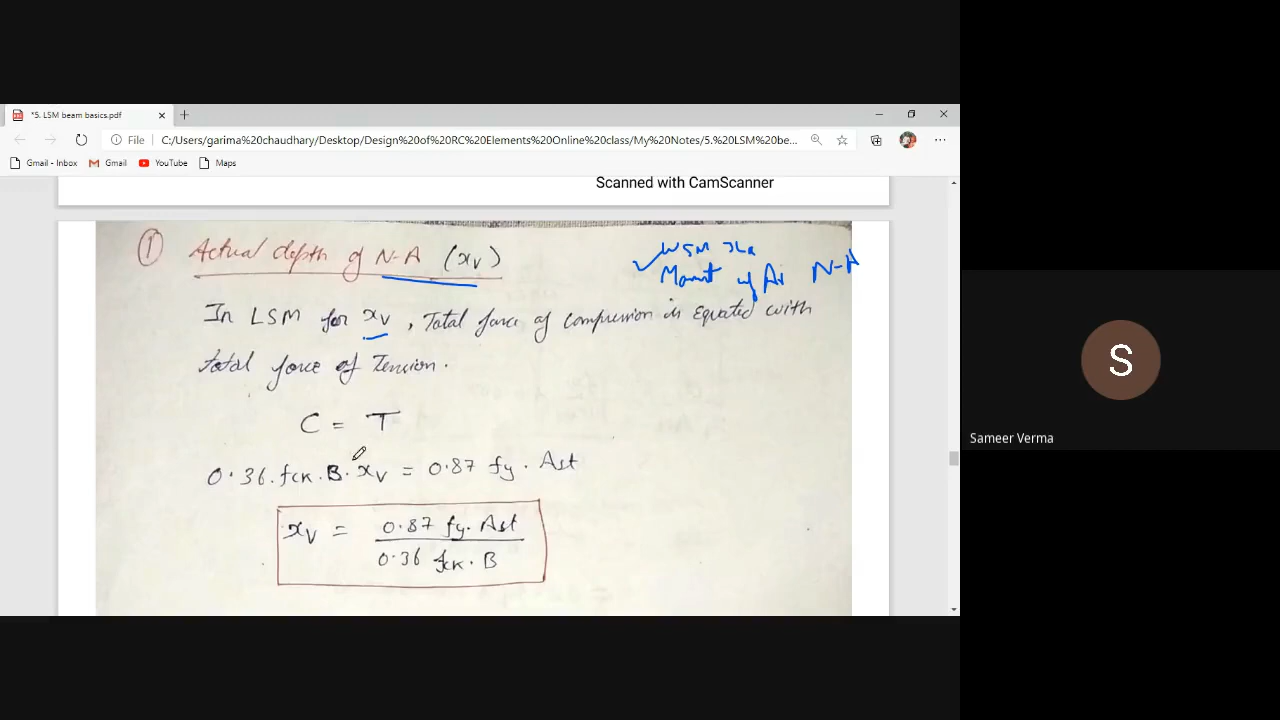 *5. LSM beam basics.pdf
File
C:/Users/garima%20chaudhary/Desktop/Design%20of%20RC%20Elements%20Online%20class/My%20Notes/5.%20LSM%20be...
Gmail - Inbox
Gmail
YouTube
Maps
Scanned with CamScanner
① Actual depth of N-A (xᵤ)
WSM xa
Momnt of Ar N-A
In LSM for xᵤ, Total force of compression is Equated with
total force of Tension.
C = T
0.36. fck. B. xᵤ = 0.87 fy. Ast
xᵤ = 0.87 fy. Ast
0.36 fck. B
S
Sameer Verma